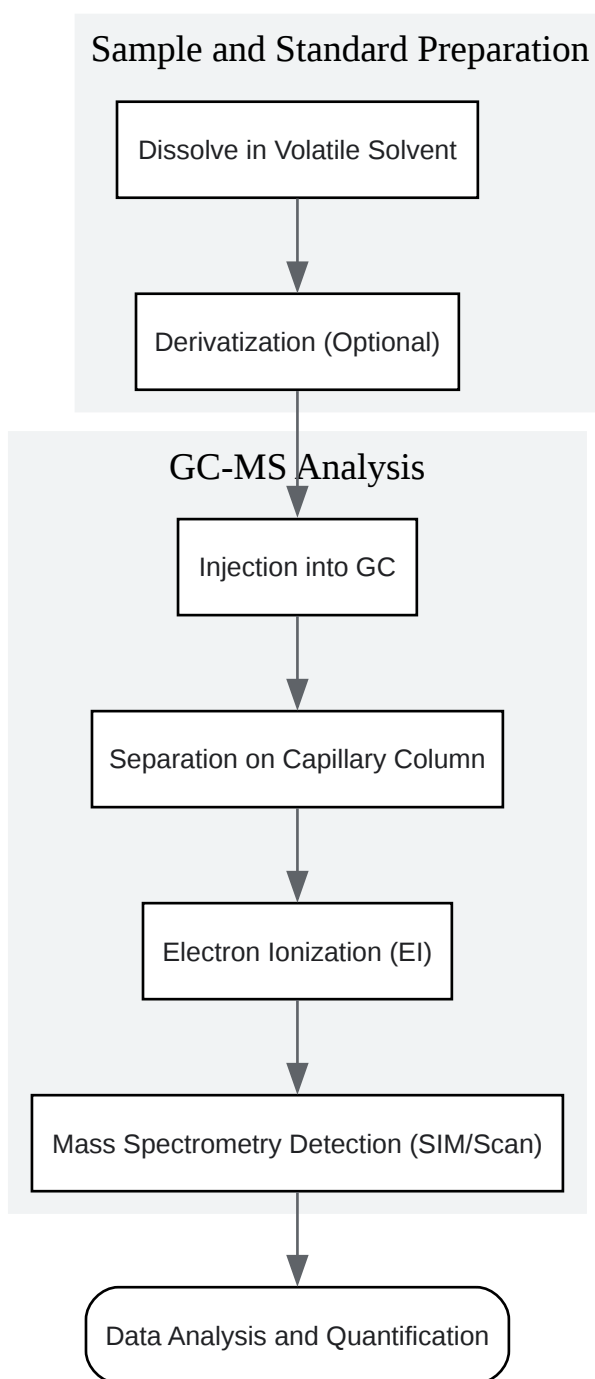 Sample and Standard Preparation
Dissolve in Volatile Solvent
Derivatization (Optional)
GC-MS Analysis
Injection into GC
Separation on Capillary Column
Electron Ionization (EI)
Mass Spectrometry Detection (SIM/Scan)
Data Analysis and Quantification